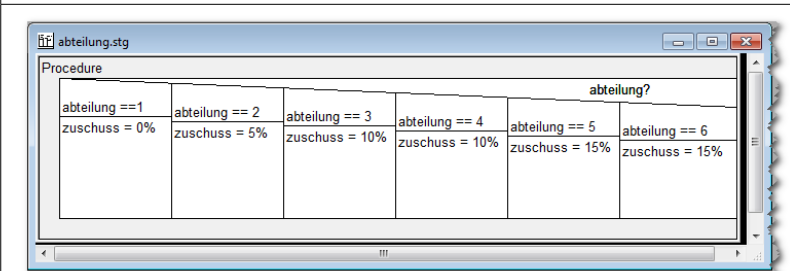 abteilung.stg
Procedure
abteilung?
abteilung ==1
abteilung == 2
abteilung == 3
abteilung == 4
abteilung == 5
abteilung == 6
zuschuss = 0%
zuschuss = 5%
zuschuss = 10%
zuschuss = 10%
zuschuss = 15%
zuschuss = 15%